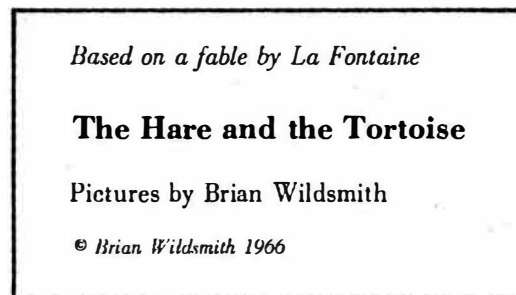 Based on a fable by La Fontaine
The Hare and the Tortoise
Pictures by Brian Wildsmith
© Brian Wildsmith 1966